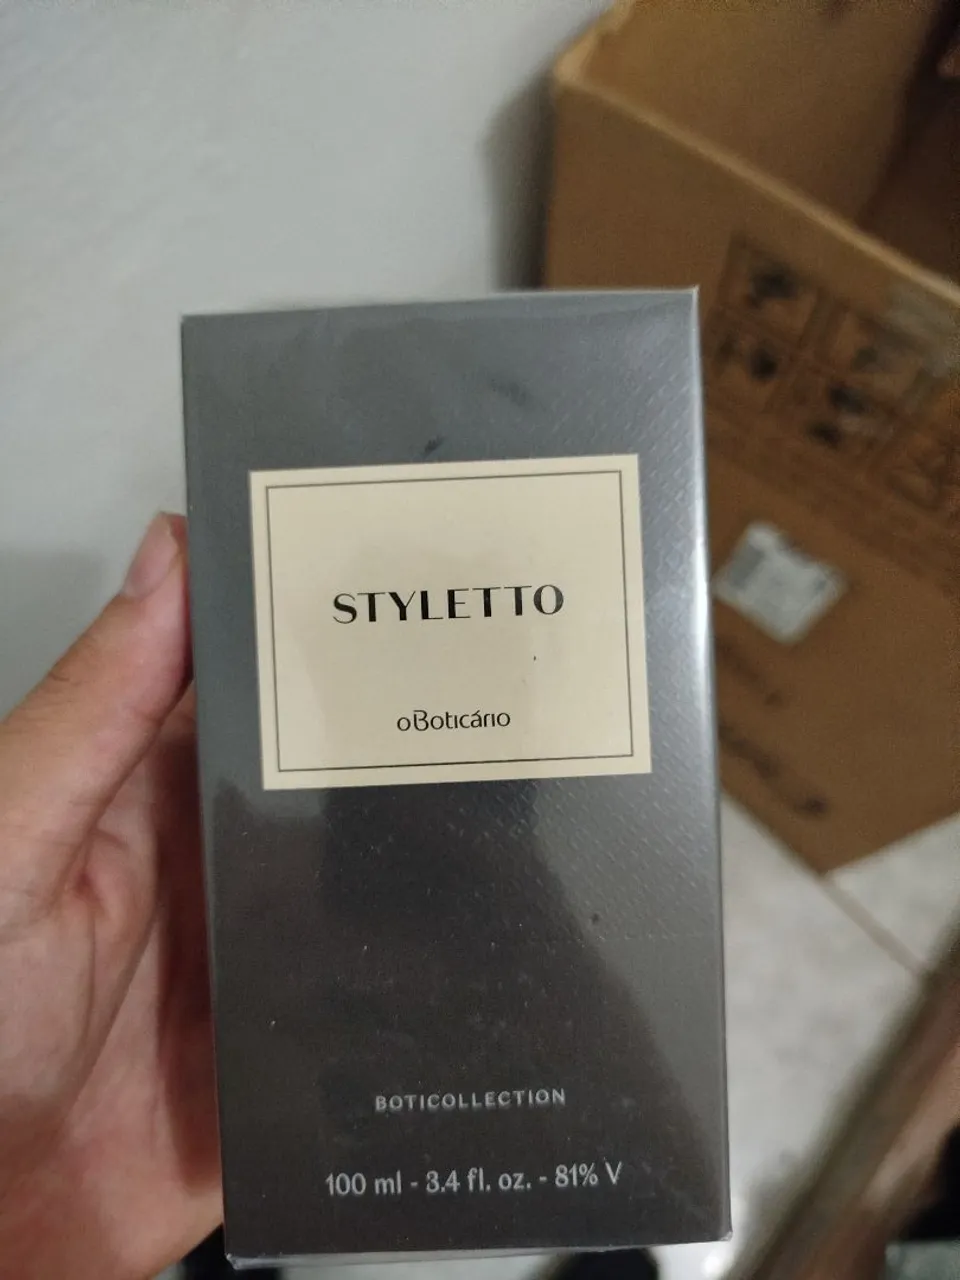 STYLETTO
oBoticário
BOTICOLLECTION
100 ml - 3.4 fl. oz. - 81% V